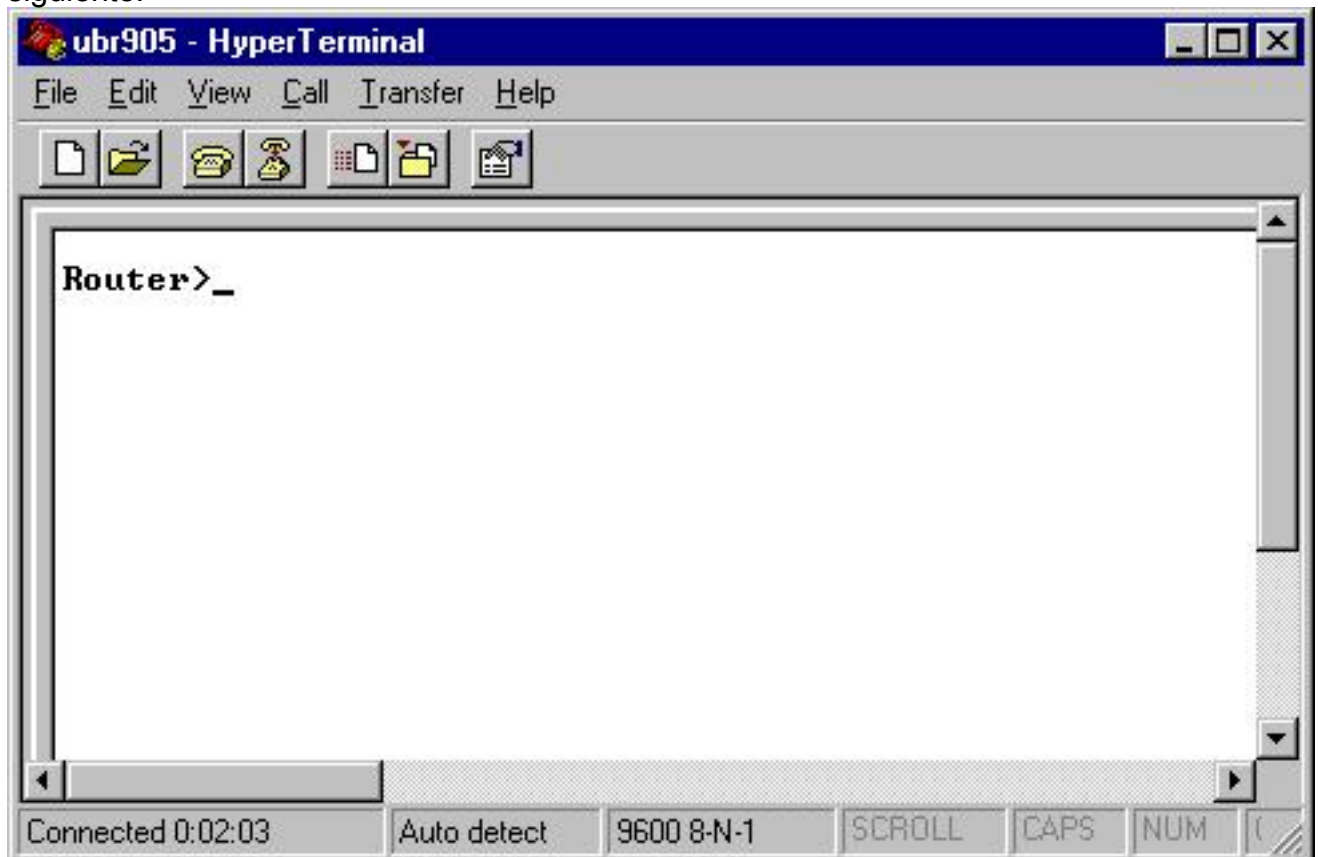 siguiente:
ubr905 - HyperTerminal
File Edit View Call Transfer Help
Router>_
Connected 0:02:03 Auto detect 9600 8-N-1 SCROLL CAPS NUM